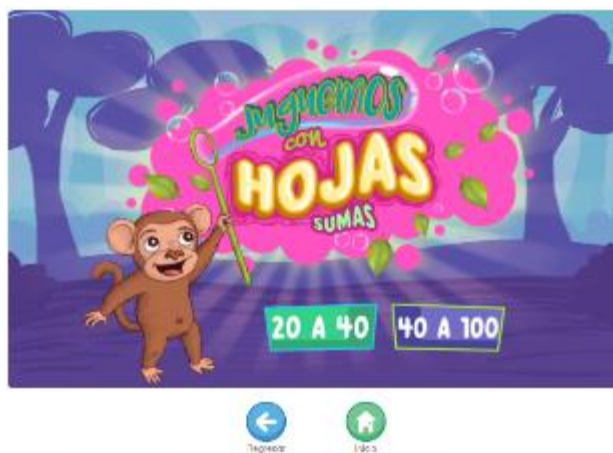 Juguemos
con
HOJAS
SUMAS
20 A 40
40 A 100
Regresar
Inicio